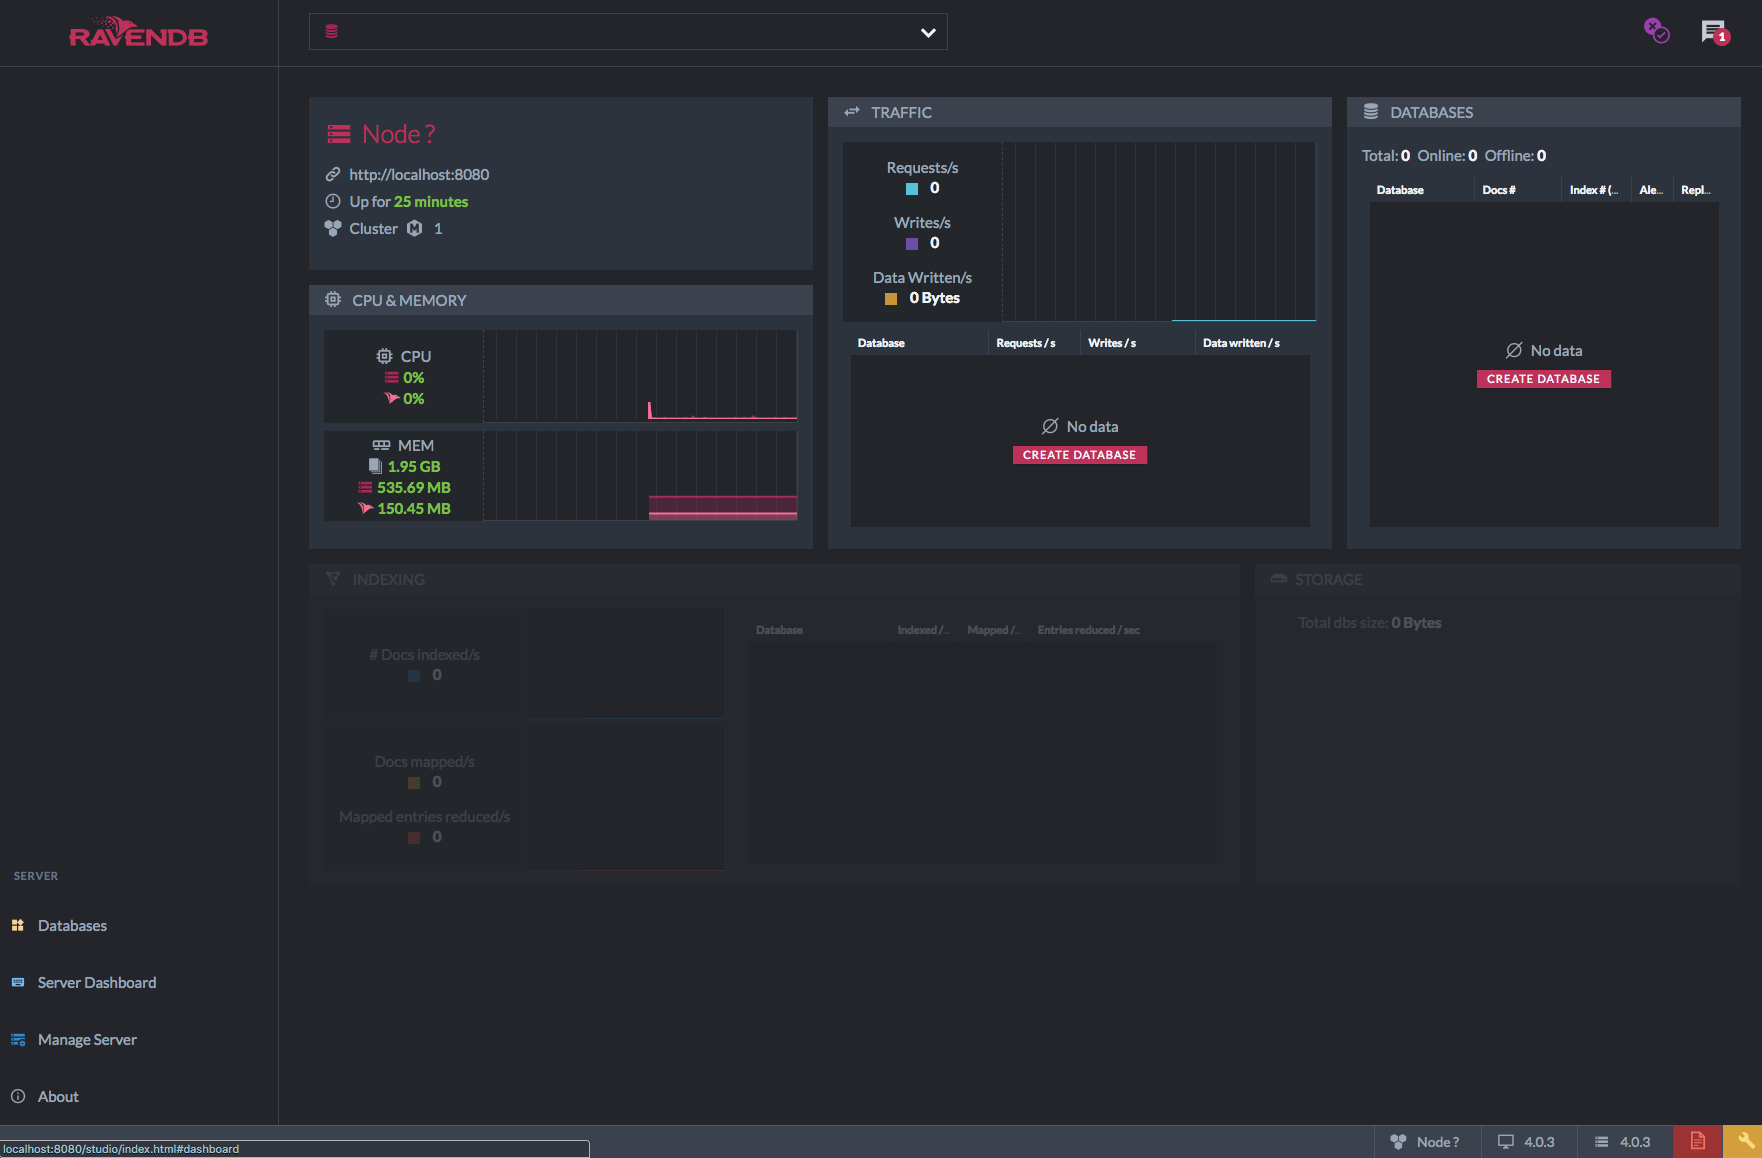 RAVENDB
1
Node ?
http://localhost:8080
Up for 25 minutes
Cluster 1
CPU & MEMORY
CPU
0%
0%
MEM
1.95 GB
535.69 MB
150.45 MB
TRAFFIC
Requests/s
0
Writes/s
0
Data Written/s
0 Bytes
Database Requests / s Writes / s Data written / s
No data
CREATE DATABASE
DATABASES
Total: 0 Online: 0 Offline: 0
Database Docs # Index # (... Ale... Repl...
No data
CREATE DATABASE
INDEXING
# Docs indexed/s
0
Docs mapped/s
0
Mapped entries reduced/s
0
Database Indexed /... Mapped /... Entries reduced / sec
STORAGE
Total dbs size: 0 Bytes
SERVER
Databases
Server Dashboard
Manage Server
About
localhost:8080/studio/index.html#dashboard
Node ? 4.0.3 4.0.3